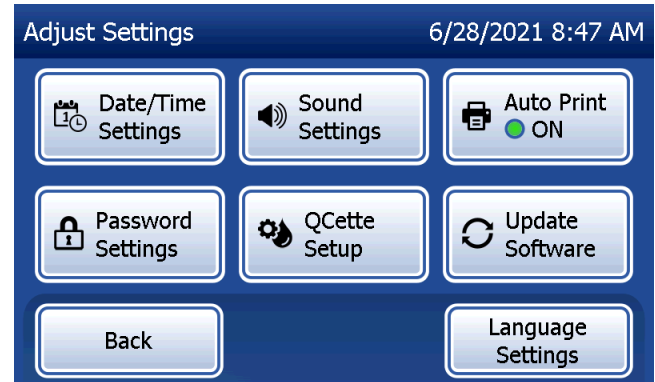 Adjust Settings 6/28/2021 8:47 AM
Date/Time
Settings
Sound
Settings
Auto Print
ON
Password
Settings
QCette
Setup
Update
Software
Back
Language
Settings